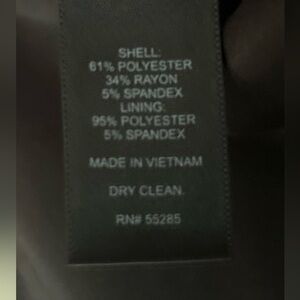 SHELL:
61% POLYESTER
34% RAYON
5% SPANDEX
LINING:
95% POLYESTER
5% SPANDEX
MADE IN VIETNAM
DRY CLEAN.
RN# 55285